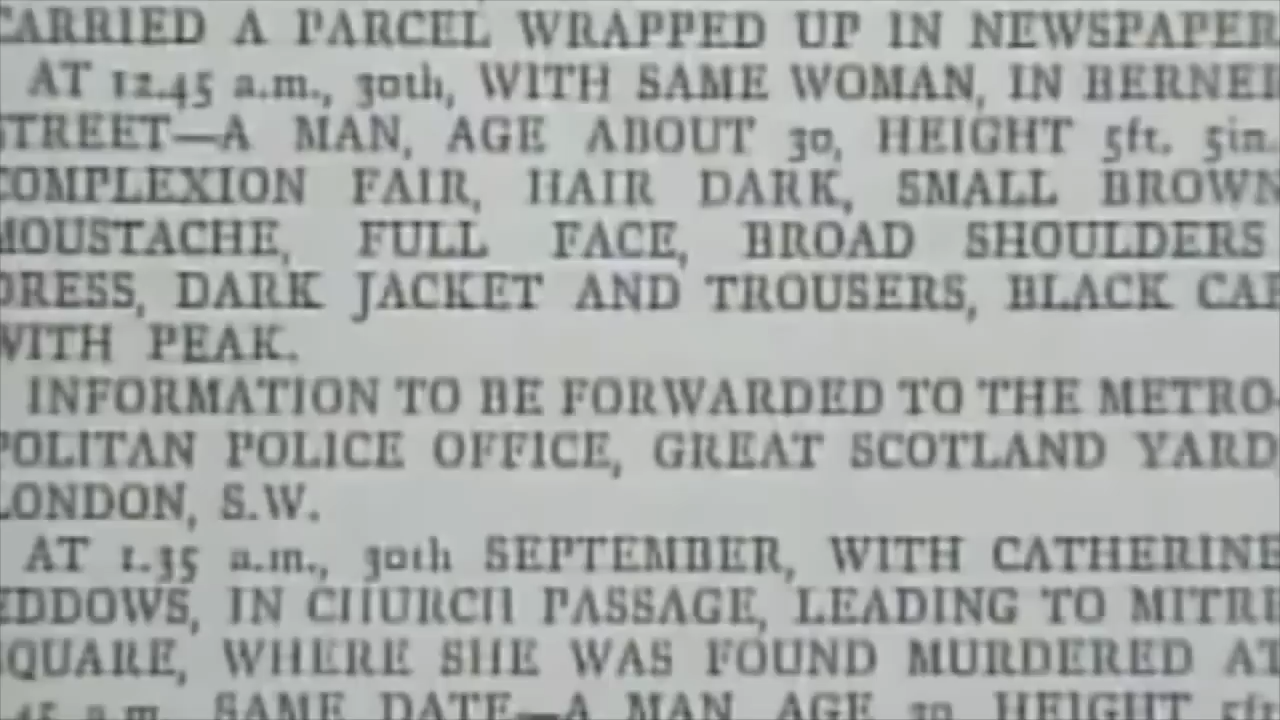 CARRIED A PARCEL WRAPPED UP IN NEWSPAPER
AT 12.45 a.m., 30th, WITH SAME WOMAN, IN BERNER
STREET—A MAN, AGE ABOUT 30, HEIGHT 5ft. 5in.
COMPLEXION FAIR, HAIR DARK, SMALL BROWN
MOUSTACHE, FULL FACE, BROAD SHOULDERS
DRESS, DARK JACKET AND TROUSERS, BLACK CAP
WITH PEAK.
INFORMATION TO BE FORWARDED TO THE METRO-
POLITAN POLICE OFFICE, GREAT SCOTLAND YARD
LONDON, S.W.
AT 1.35 a.m., 30th SEPTEMBER, WITH CATHERINE
EDDOWS, IN CHURCH PASSAGE, LEADING TO MITRE
SQUARE, WHERE SHE WAS FOUND MURDERED AT
.45 a.m. SAME DATE—A MAN AGE 30 HEIGHT 5ft